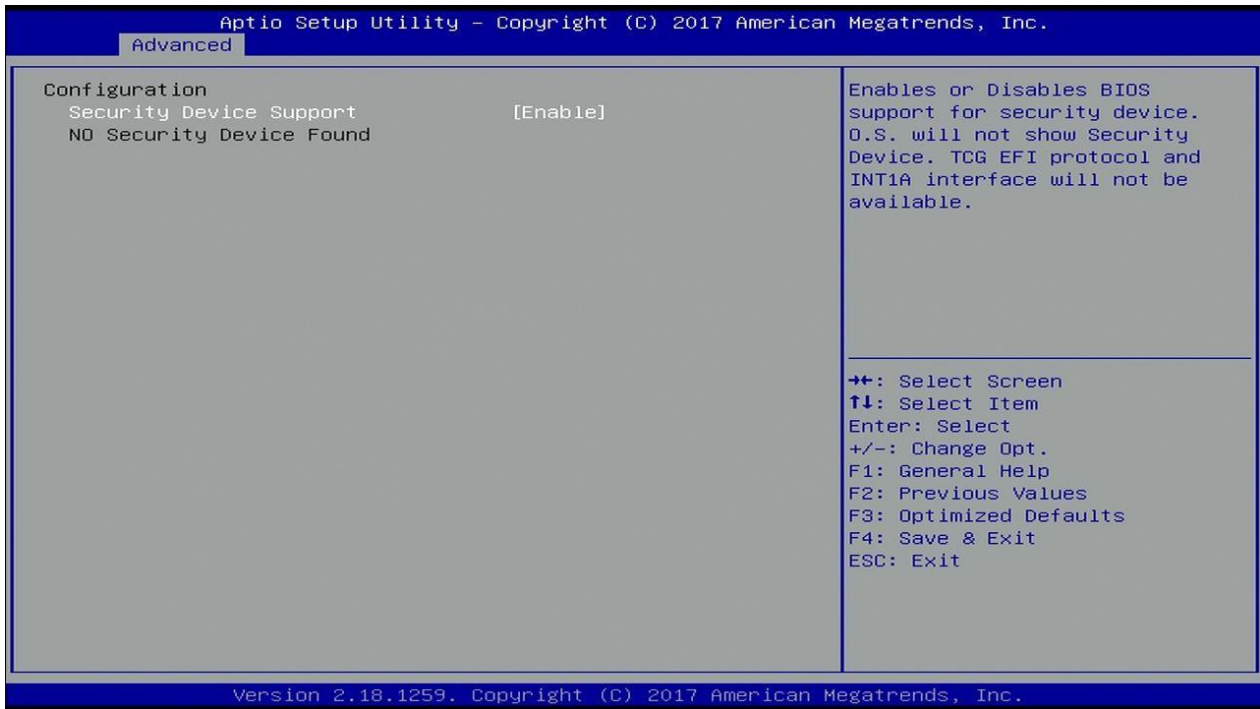 Aptio Setup Utility – Copyright (C) 2017 American Megatrends, Inc.
Advanced
Configuration
Security Device Support [Enable]
NO Security Device Found
Enables or Disables BIOS
support for security device.
O.S. will not show Security
Device. TCG EFI protocol and
INT1A interface will not be
available.
→←: Select Screen
↑↓: Select Item
Enter: Select
+/-: Change Opt.
F1: General Help
F2: Previous Values
F3: Optimized Defaults
F4: Save & Exit
ESC: Exit
Version 2.18.1259. Copyright (C) 2017 American Megatrends, Inc.